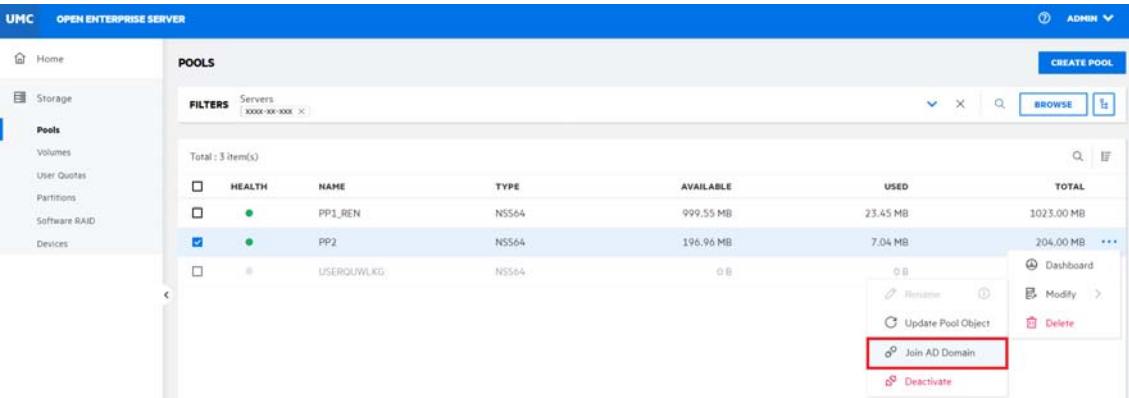 UMC OPEN ENTERPRISE SERVER ADMIN
Home
Storage
Pools
Volumes
User Quotas
Partitions
Software RAID
Devices
POOLS CREATE POOL
FILTERS Servers
xxxx-xx-xxx BROWSE
Total : 3 item(s)
HEALTH NAME TYPE AVAILABLE USED TOTAL
PP1_REN NSS64 999.55 MB 23.45 MB 1023.00 MB
PP2 NSS64 196.96 MB 7.04 MB 204.00 MB
USERQUWLKG NSS64 0 B 0 B
Dashboard
Modify
Delete
Rename
Update Pool Object
Join AD Domain
Deactivate